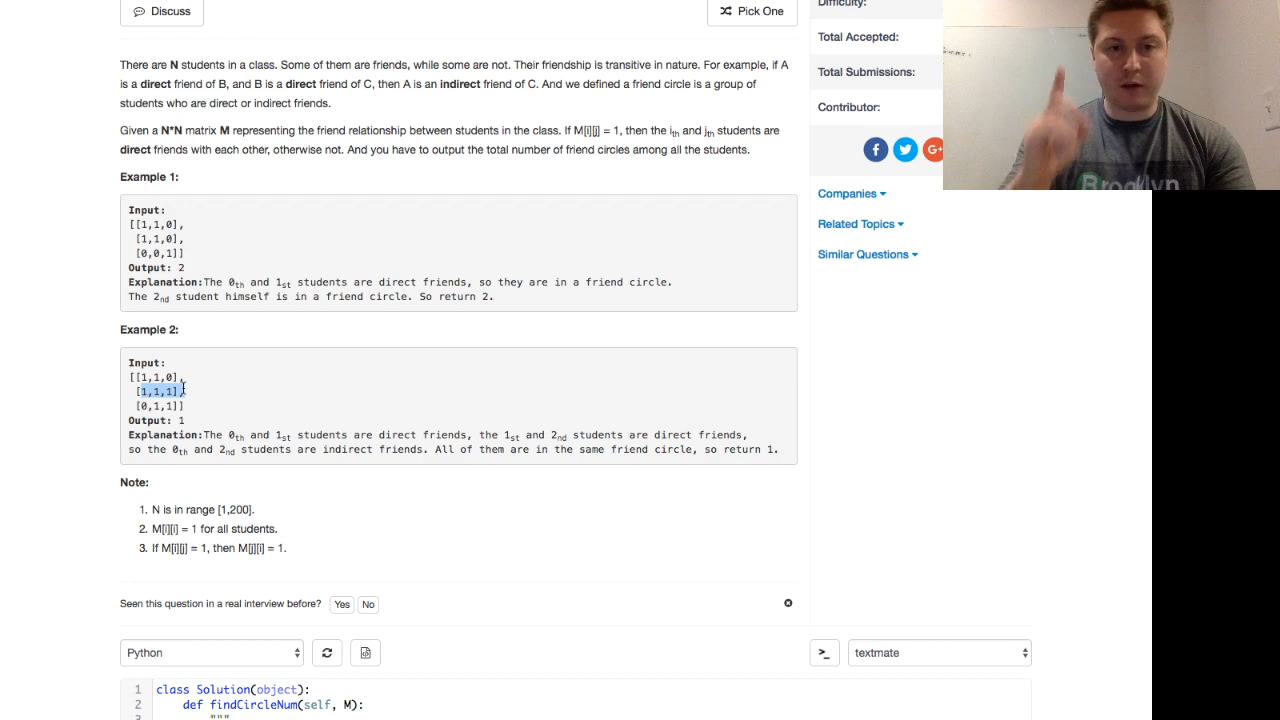 Discuss
Pick One
Difficulty:
Total Accepted:
Total Submissions:
Contributor:
Companies
Related Topics
Similar Questions
There are N students in a class. Some of them are friends, while some are not. Their friendship is transitive in nature. For example, if A
is a direct friend of B, and B is a direct friend of C, then A is an indirect friend of C. And we defined a friend circle is a group of
students who are direct or indirect friends.
Given a N*N matrix M representing the friend relationship between students in the class. If M[i][j] = 1, then the ith and jth students are
direct friends with each other, otherwise not. And you have to output the total number of friend circles among all the students.
Example 1:
Input:
[[1,1,0],
[1,1,0],
[0,0,1]]
Output: 2
Explanation:The 0th and 1st students are direct friends, so they are in a friend circle.
The 2nd student himself is in a friend circle. So return 2.
Example 2:
Input:
[[1,1,0],
[1,1,1],
[0,1,1]]
Output: 1
Explanation:The 0th and 1st students are direct friends, the 1st and 2nd students are direct friends,
so the 0th and 2nd students are indirect friends. All of them are in the same friend circle, so return 1.
Note:
1. N is in range [1,200].
2. M[i][i] = 1 for all students.
3. If M[i][j] = 1, then M[j][i] = 1.
Seen this question in a real interview before? Yes No
Python
>_ textmate
1 class Solution(object):
2 def findCircleNum(self, M):
3 """
f
G+
Brooklyn